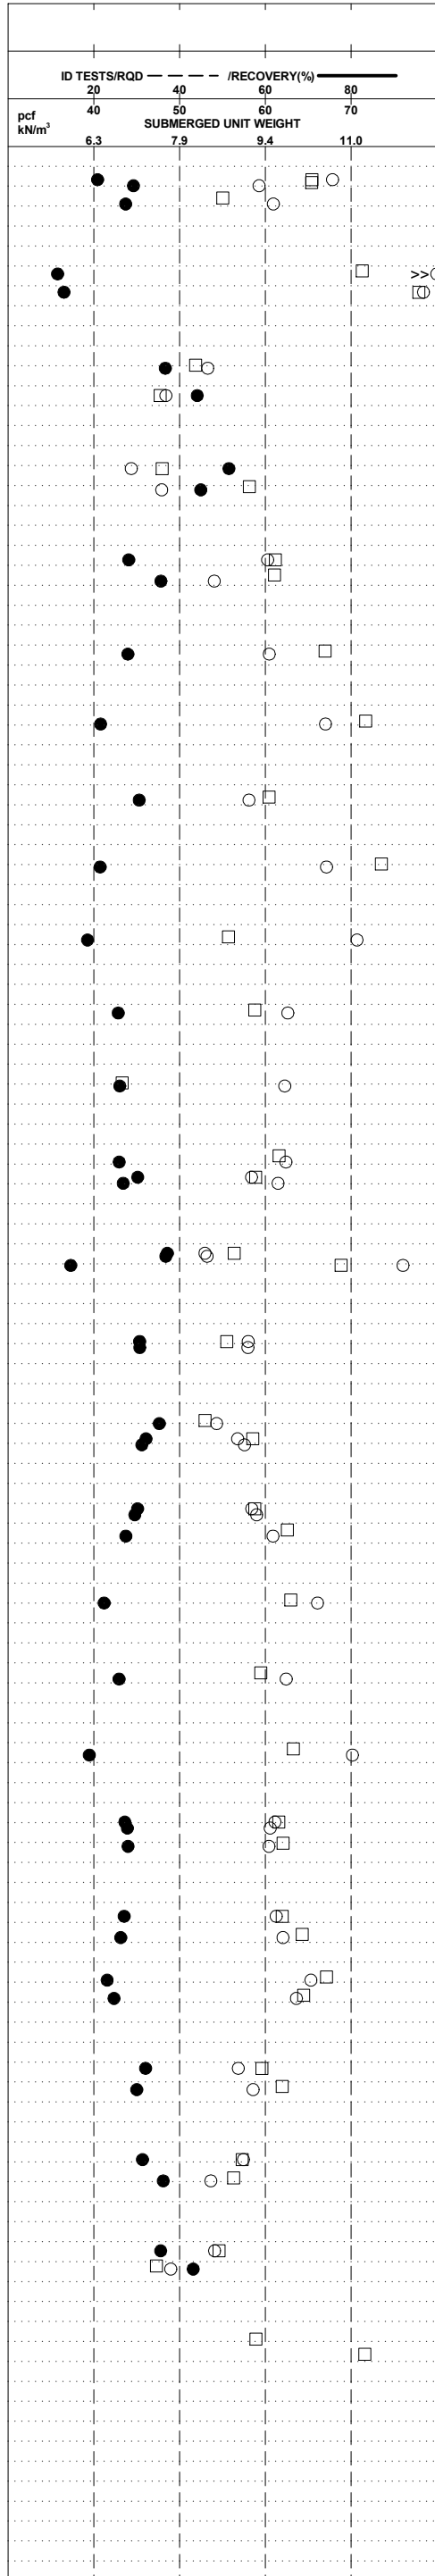 ID TESTS/RQD — — — /RECOVERY(%)
20 40 60 80
pcf 40 50 60 70
kN/m³ SUBMERGED UNIT WEIGHT
6.3 7.9 9.4 11.0
>>